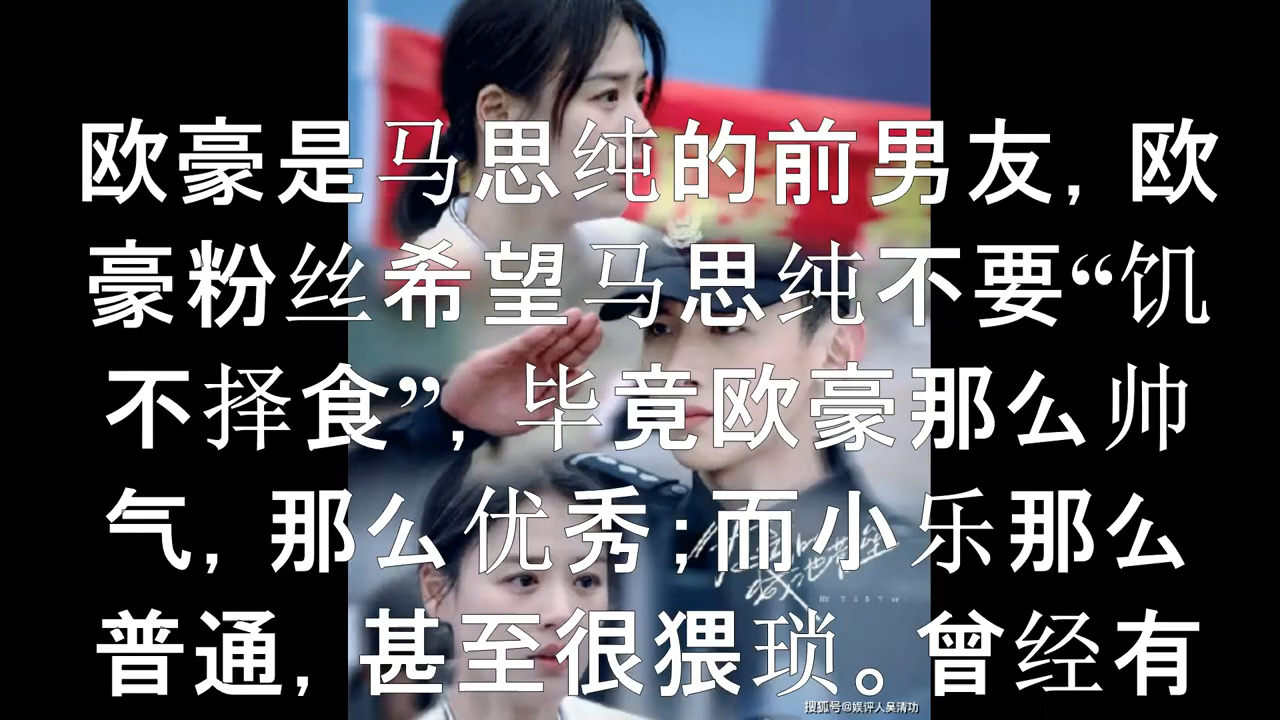 欧豪是马思纯的前男友，欧
豪粉丝希望马思纯不要“饥
不择食”，毕竟欧豪那么帅
气，那么优秀；而小乐那么
普通，甚至很猥琐。曾经有
搜狐号@娱评人吴清功